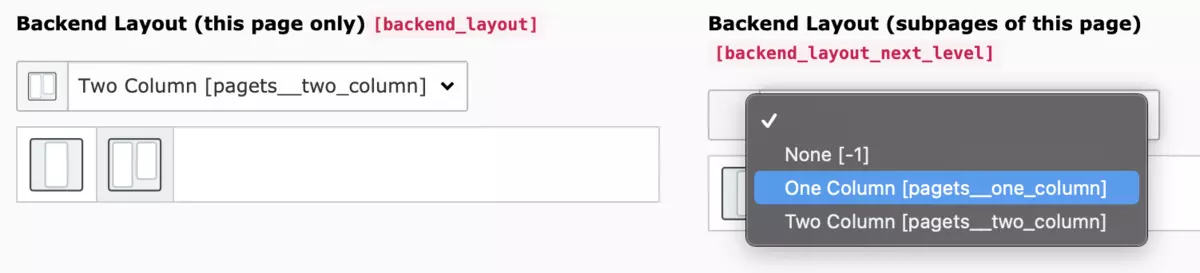 Backend Layout (this page only) [backend_layout]
Two Column [pagets__two_column]
Backend Layout (subpages of this page)
[backend_layout_next_level]
None [-1]
One Column [pagets__one_column]
Two Column [pagets__two_column]